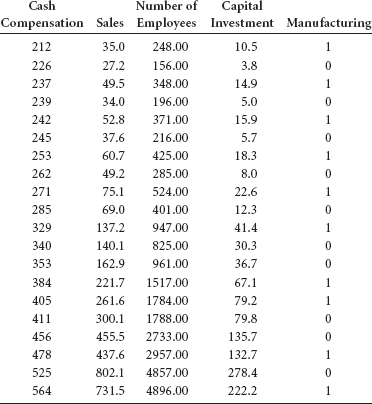 Cash Number of Capital
Compensation Sales Employees Investment Manufacturing
212 35.0 248.00 10.5 1
226 27.2 156.00 3.8 0
237 49.5 348.00 14.9 1
239 34.0 196.00 5.0 0
242 52.8 371.00 15.9 1
245 37.6 216.00 5.7 0
253 60.7 425.00 18.3 1
262 49.2 285.00 8.0 0
271 75.1 524.00 22.6 1
285 69.0 401.00 12.3 0
329 137.2 947.00 41.4 1
340 140.1 825.00 30.3 0
353 162.9 961.00 36.7 0
384 221.7 1517.00 67.1 1
405 261.6 1784.00 79.2 1
411 300.1 1788.00 79.8 0
456 455.5 2733.00 135.7 0
478 437.6 2957.00 132.7 1
525 802.1 4857.00 278.4 0
564 731.5 4896.00 222.2 1